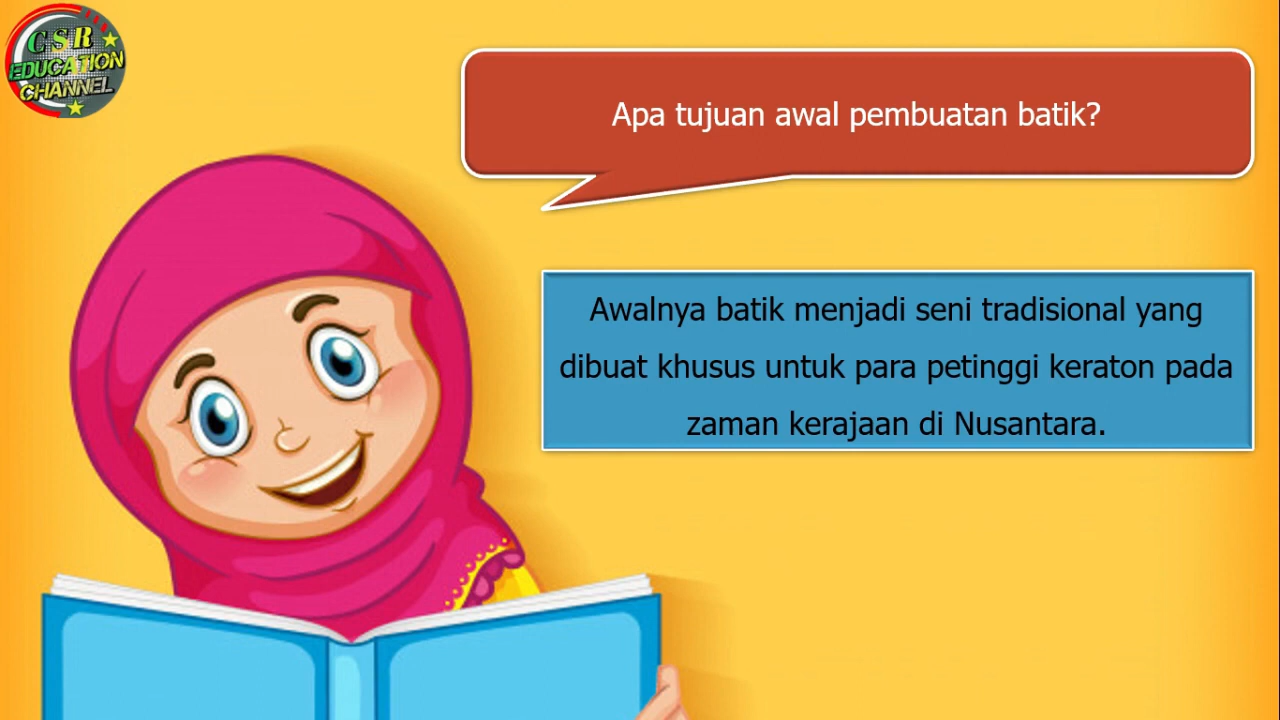 CSR
EDUCATION
CHANNEL
Apa tujuan awal pembuatan batik?
Awalnya batik menjadi seni tradisional yang
dibuat khusus untuk para petinggi keraton pada
zaman kerajaan di Nusantara.